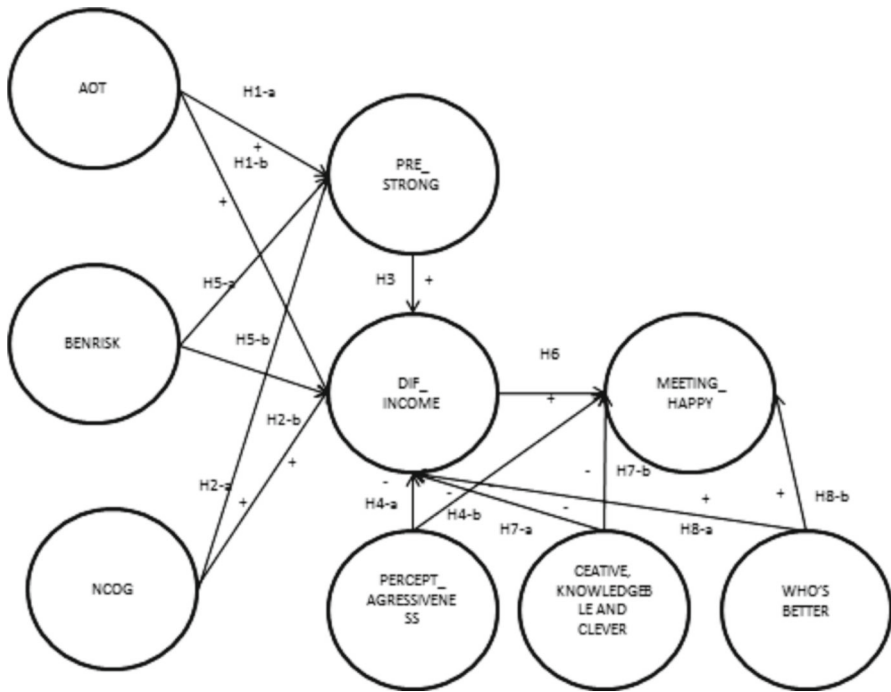 AOT
H1-a
+
H1-b
+
PRE_
STRONG
H3 +
H5-a
BENRISK
H5-b
DIF_
INCOME
H6
+
MEETING_
HAPPY
H2-b
+
H2-a
+
NCOG
-
H4-a
-
H4-b
-
H7-a
-
-
H7-b
+
H8-a
+
H8-b
PERCEPT_
AGRESSIVENE
SS
CEATIVE,
KNOWLEDGEB
LE AND
CLEVER
WHO'S
BETTER